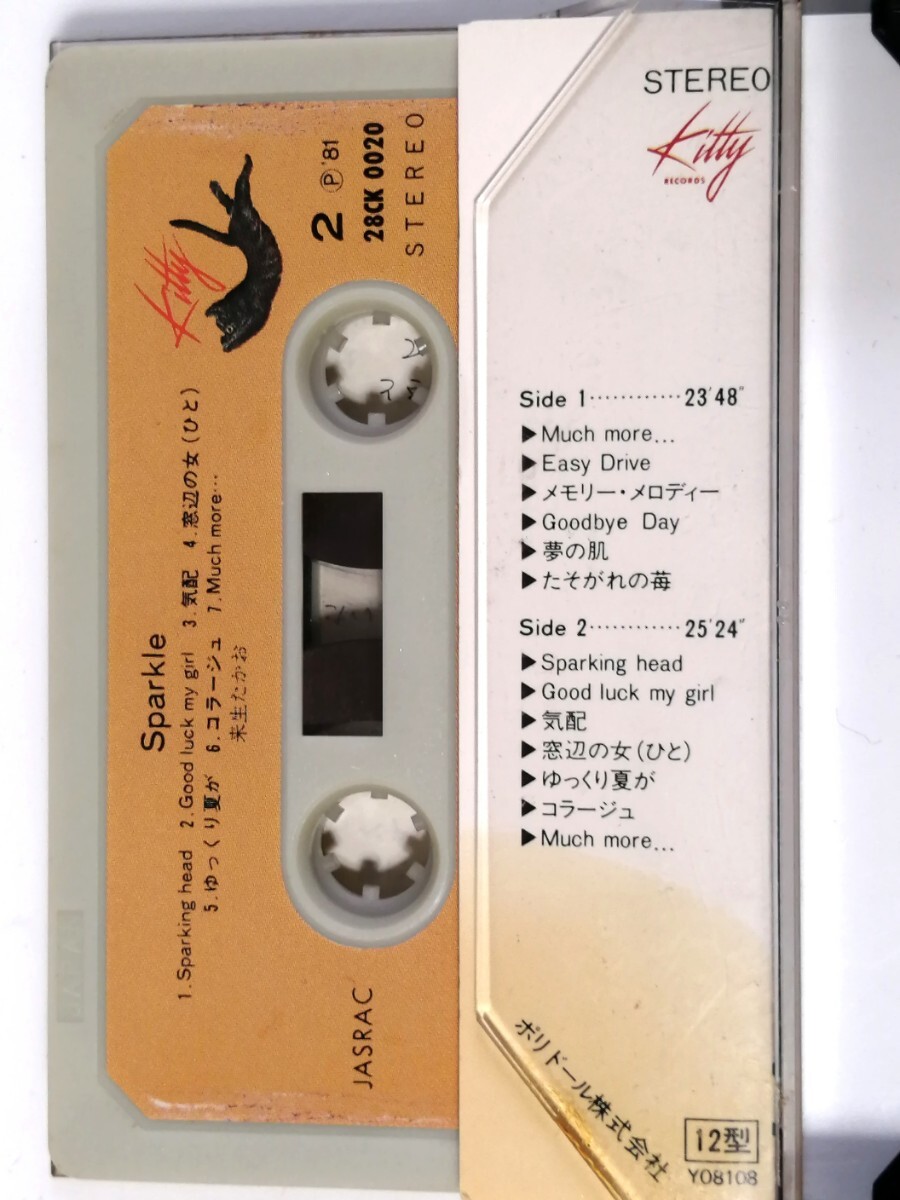 Kitty
2
Ⓟ'81
28CK 0020
STEREO
Sparkle
1.Sparking head 2.Good luck my girl 3.気配 4.窓辺の女(ひと)
5.ゆっくり夏が 6.コラージュ 7.Much more…
来生たかお
JASRAC
STEREO
Kitty
RECORDS
Side 1…………23'48"
▶Much more...
▶Easy Drive
▶メモリー・メロディー
▶Goodbye Day
▶夢の肌
▶たそがれの苺
Side 2…………25'24"
▶Sparking head
▶Good luck my girl
▶気配
▶窓辺の女(ひと)
▶ゆっくり夏が
▶コラージュ
▶Much more...
ポリドール株式会社
12型
Y08108